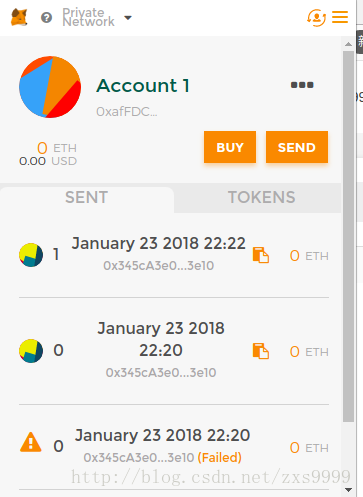 Private
Network
Account 1
0xafFDC...
0 ETH
0.00 USD
BUY
SEND
SENT
TOKENS
1
January 23 2018 22:22
0x345cA3e0...3e10
0 ETH
0
January 23 2018
22:20
0x345cA3e0...3e10
0 ETH
0
January 23 2018 22:20
0x345cA3e0...3e10 (Failed)
0 ETH
http://blog.csdn.net/zxs9999